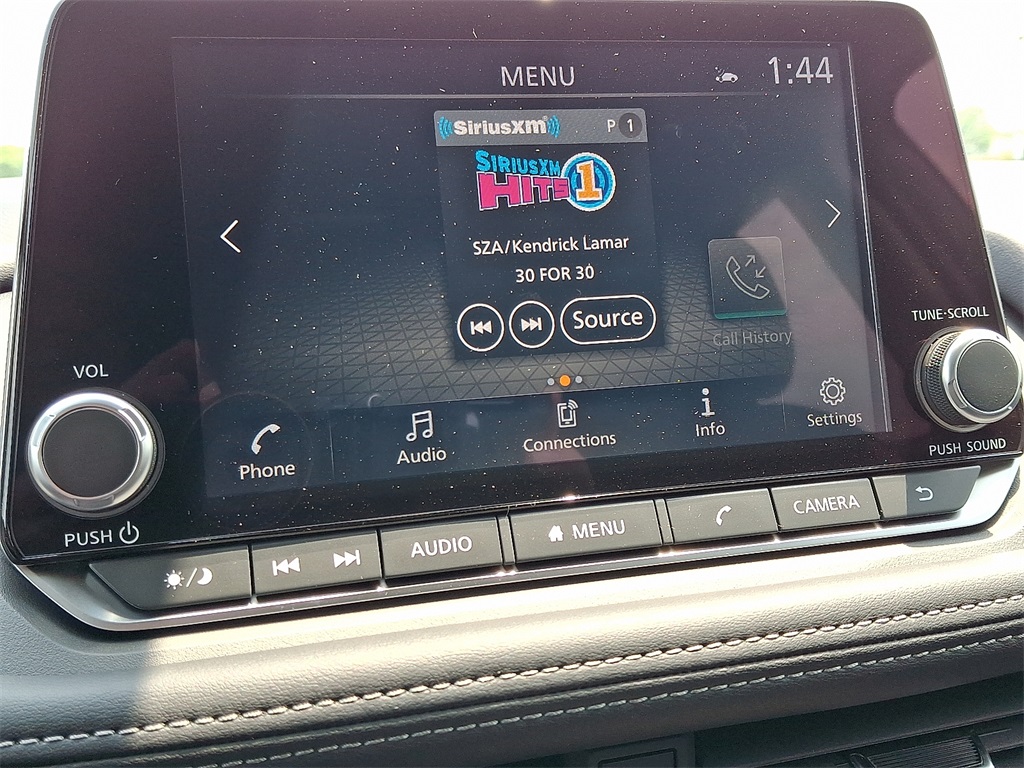 MENU
1:44
SiriusXM
P 1
SIRIUSXM
HITS 1
SZA/Kendrick Lamar
30 FOR 30
Source
Call History
TUNE·SCROLL
VOL
Phone
Audio
Connections
Info
Settings
PUSH SOUND
PUSH
AUDIO
MENU
CAMERA